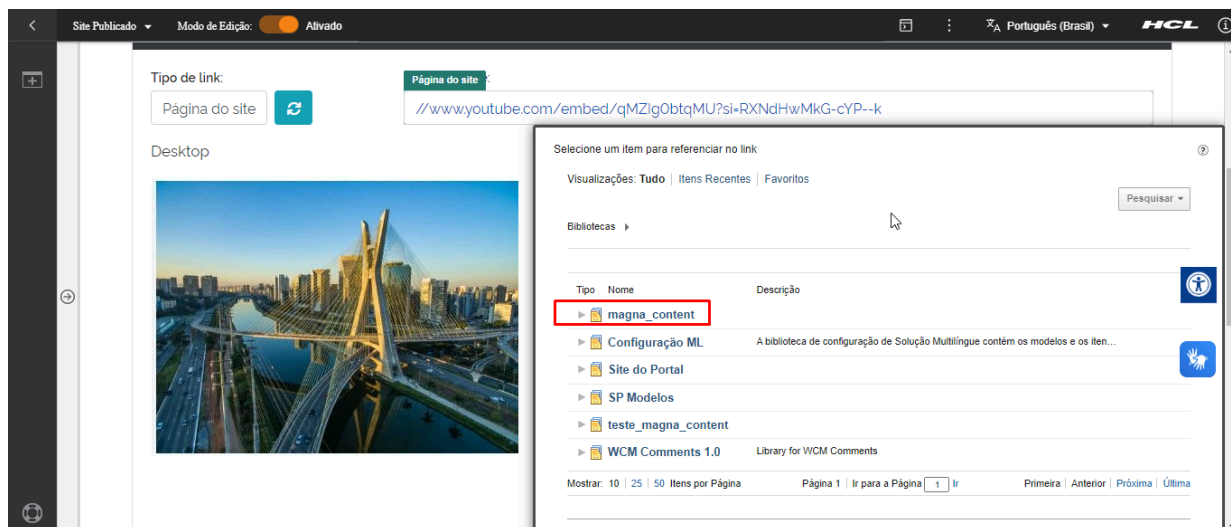 Site Publicado Modo de Edição: Ativado Português (Brasil) HCL
Tipo de link:
Página do site
Página do site //www.youtube.com/embed/qMZIg0btqMU?si=RXNdHwMkG-cYP--k
Desktop
Selecione um item para referenciar no link
Visualizações: Tudo | Itens Recentes | Favoritos
Pesquisar
Bibliotecas
Tipo Nome Descrição
magna_content
Configuração ML A biblioteca de configuração de Solução Multilíngue contém os modelos e os iten...
Site do Portal
SP Modelos
teste_magna_content
WCM Comments 1.0 Library for WCM Comments
Mostrar: 10 | 25 | 50 Itens por Página Página 1 | Ir para a Página 1 Ir Primeira | Anterior | Próxima | Última